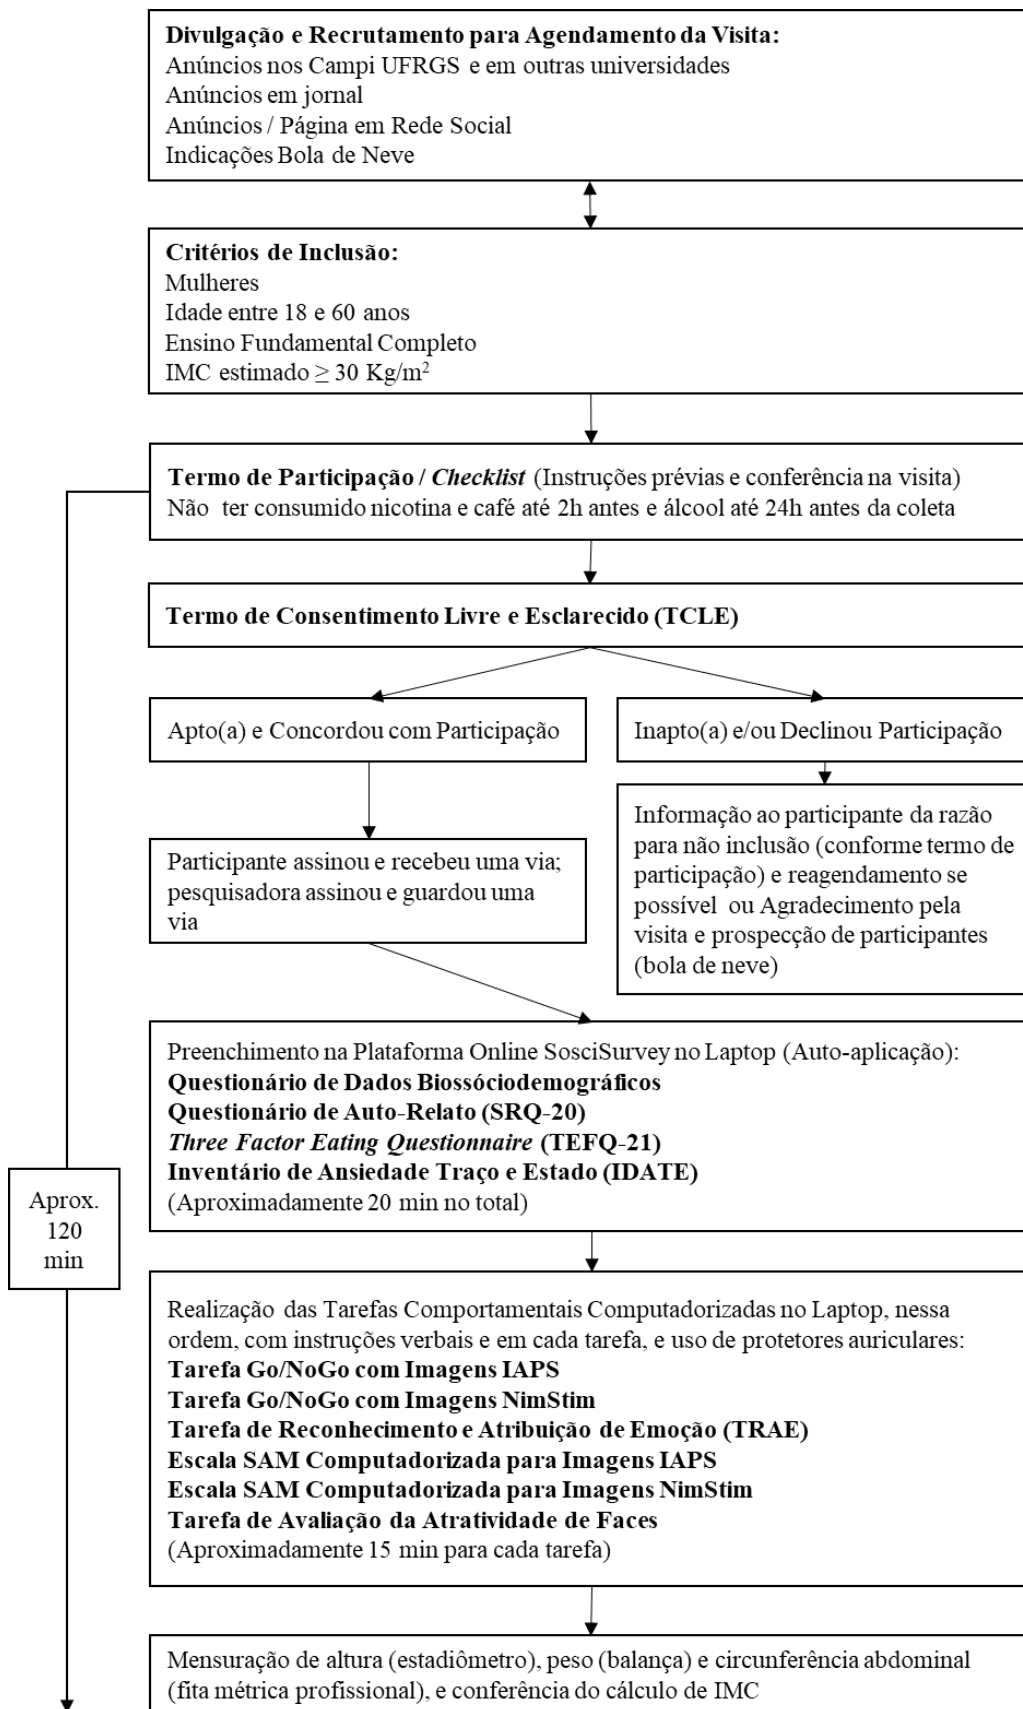 Divulgação e Recrutamento para Agendamento da Visita:
Anúncios nos Campi UFRGS e em outras universidades
Anúncios em jornal
Anúncios / Página em Rede Social
Indicações Bola de Neve
Critérios de Inclusão:
Mulheres
Idade entre 18 e 60 anos
Ensino Fundamental Completo
IMC estimado ≥ 30 Kg/m²
Termo de Participação / Checklist (Instruções prévias e conferência na visita)
Não ter consumido nicotina e café até 2h antes e álcool até 24h antes da coleta
Termo de Consentimento Livre e Esclarecido (TCLE)
Apto(a) e Concordou com Participação
Inapto(a) e/ou Declinou Participação
Participante assinou e recebeu uma via;
pesquisadora assinou e guardou uma
via
Informação ao participante da razão
para não inclusão (conforme termo de
participação) e reagendamento se
possível ou Agradecimento pela
visita e prospecção de participantes
(bola de neve)
Preenchimento na Plataforma Online SosciSurvey no Laptop (Auto-aplicação):
Questionário de Dados Biossóciodemográficos
Questionário de Auto-Relato (SRQ-20)
Three Factor Eating Questionnaire (TEFQ-21)
Inventário de Ansiedade Traço e Estado (IDATE)
(Aproximadamente 20 min no total)
Aprox.
120
min
Realização das Tarefas Comportamentais Computadorizadas no Laptop, nessa
ordem, com instruções verbais e em cada tarefa, e uso de protetores auriculares:
Tarefa Go/NoGo com Imagens IAPS
Tarefa Go/NoGo com Imagens NimStim
Tarefa de Reconhecimento e Atribuição de Emoção (TRAE)
Escala SAM Computadorizada para Imagens IAPS
Escala SAM Computadorizada para Imagens NimStim
Tarefa de Avaliação da Atratividade de Faces
(Aproximadamente 15 min para cada tarefa)
Mensuração de altura (estadiômetro), peso (balança) e circunferência abdominal
(fita métrica profissional), e conferência do cálculo de IMC